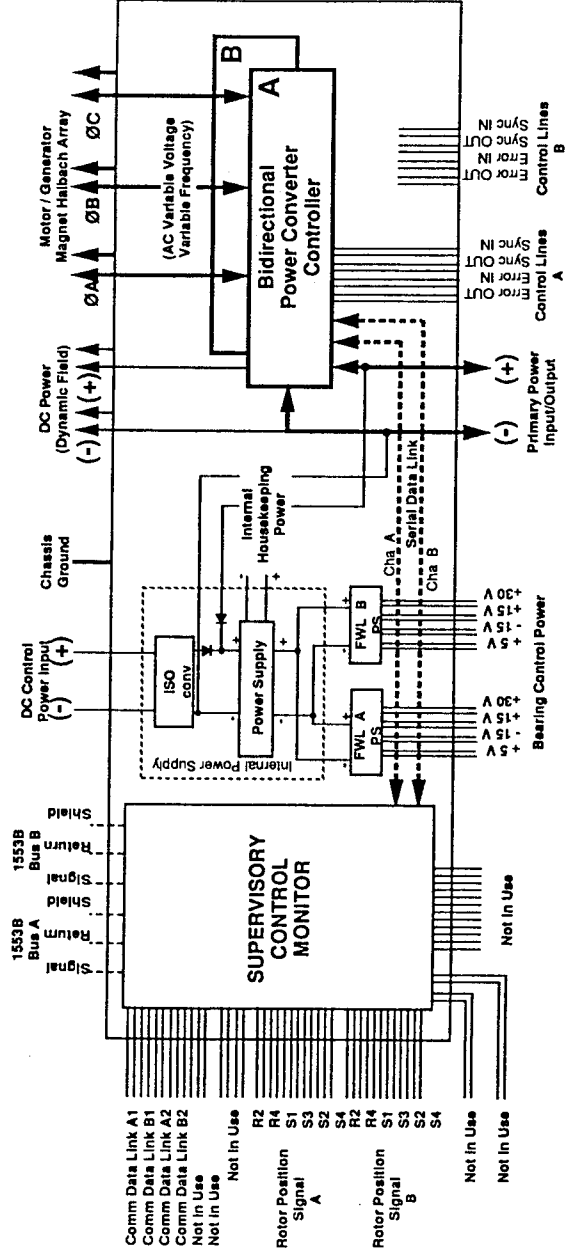 Motor / Generator
Magnet Halbach Array
ØA
ØB
ØC
(AC Variable Voltage
Variable Frequency)
B
A
Bidirectional
Power Converter
Controller
DC Power
(Dynamic Field)
(-)
(+)
Chassis
Ground
DC Control
Power Input
(-)
(+)
ISO
conv
Power Supply
Internal Power Supply
-
+
-
+
-
+
Internal
Housekeeping
Power
FWL A
PS
-
+
FWL B
PS
-
+
+ 5 V
- 15 V
+15 V
+30 V
+ 5 V
- 15 V
+15 V
+30 V
Bearing Control Power
Cha A
Serial Data Link
Cha B
(-)
(+)
Primary Power
Input/Output
Error OUT
Error IN
Sync OUT
Sync IN
Control Lines
A
Error OUT
Error IN
Sync OUT
Sync IN
Control Lines
B
1553B
Bus A
1553B
Bus B
Signal
Return
Shield
Signal
Return
Shield
SUPERVISORY
CONTROL
MONITOR
Comm Data Link A1
Comm Data Link B1
Comm Data Link A2
Comm Data Link B2
Not In Use
Not In Use
Not In Use
R2
R4
S1
S3
S2
S4
Rotor Position
Signal
A
R2
R4
S1
S3
S2
S4
Rotor Position
Signal
B
Not In Use
Not In Use
Not In Use